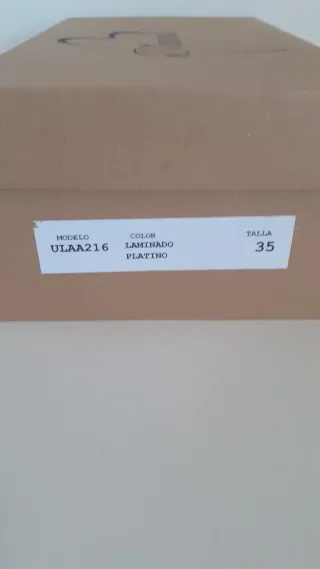 MODELO COLOR TALLA
ULAA216 LAMINADO 35
PLATINO